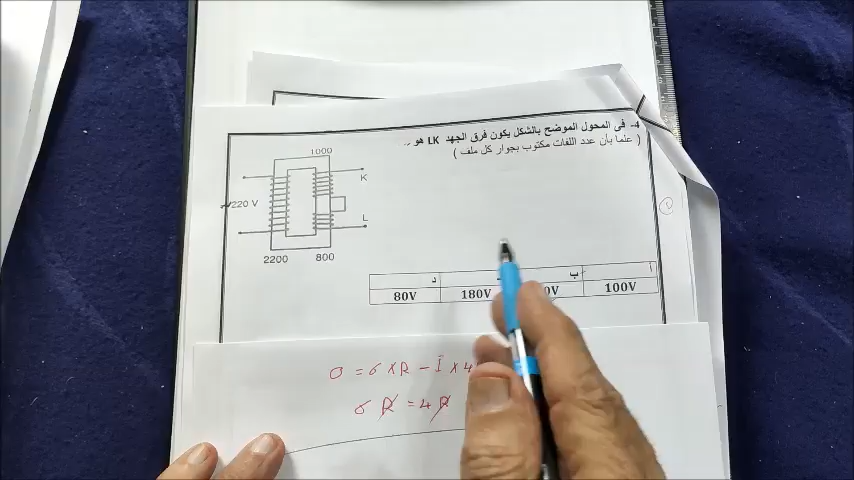 4- فى المحول الموضح بالشكل يكون فرق الجهد LK هو ..
( علما بأن عدد اللفات مكتوب بجوار كل ملف )
1000
K
220 V
L
2200
800
أ
ب
د
100V
180V
80V
0 = 6 X R - I X 4
6 R = 4 R